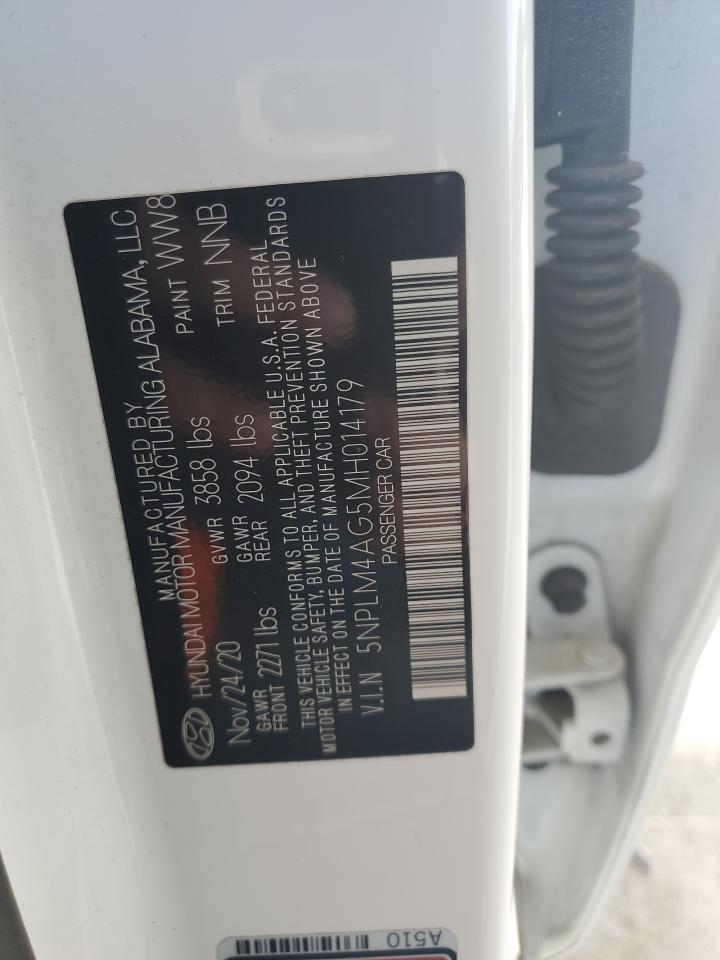 MANUFACTURED BY
HYUNDAI MOTOR MANUFACTURING ALABAMA, LLC
Nov/24/20 GVWR 3858 lbs PAINT WW8
GAWR FRONT 2271 lbs GAWR REAR 2094 lbs TRIM NNB
THIS VEHICLE CONFORMS TO ALL APPLICABLE U.S.A. FEDERAL
MOTOR VEHICLE SAFETY, BUMPER, AND THEFT PREVENTION STANDARDS
IN EFFECT ON THE DATE OF MANUFACTURE SHOWN ABOVE
V.I.N 5NPLM4AG5MH014179
PASSENGER CAR
A510